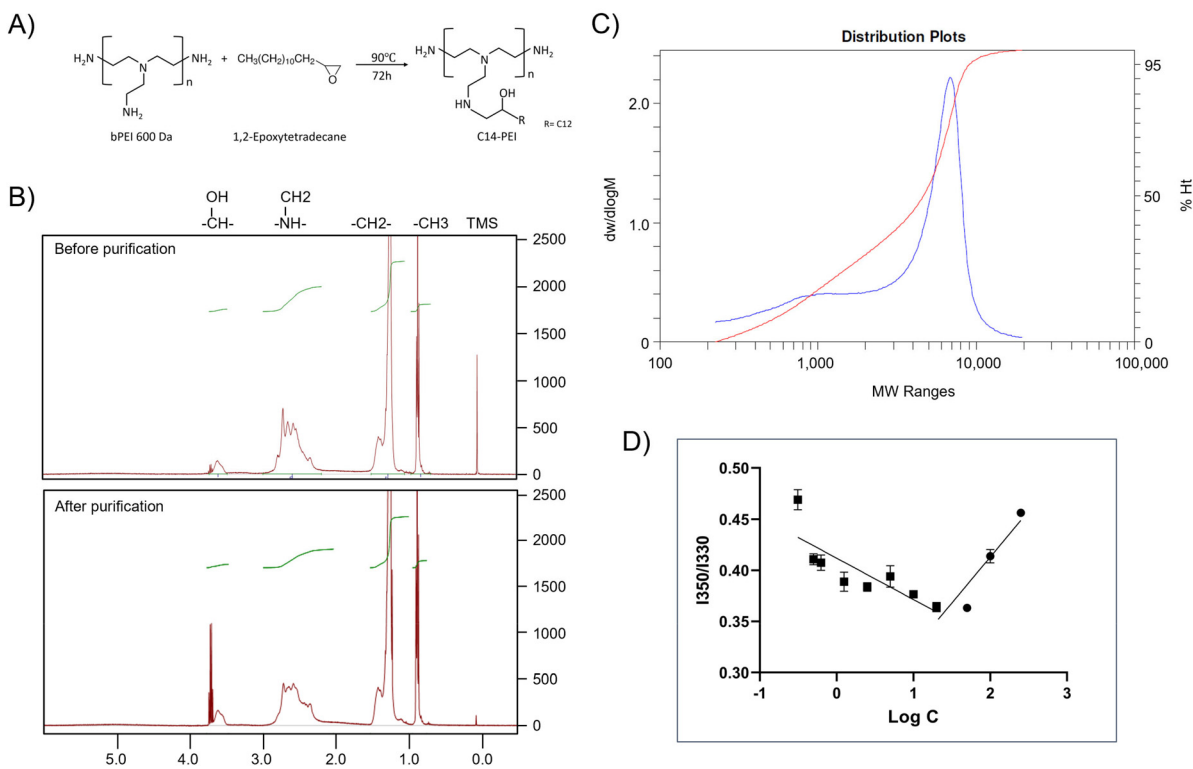 A)
H2N
N
NH2
n
NH2
bPEI 600 Da
+
CH3(CH2)10CH2
O
1,2-Epoxytetradecane
90℃
72h
H2N
N
NH2
n
HN
OH
R
R= C12
C14-PEI
B)
OH
-CH-
CH2
-NH-
-CH2-
-CH3
TMS
Before purification
2500
2000
1500
1000
500
0
After purification
2500
2000
1500
1000
500
0
5.0 4.0 3.0 2.0 1.0 0.0
C)
Distribution Plots
dw/dlogM
2.0
1.0
0
95
50
0
% Ht
100 1,000 10,000 100,000
MW Ranges
D)
I350/I330
0.50
0.45
0.40
0.35
0.30
-1 0 1 2 3
Log C